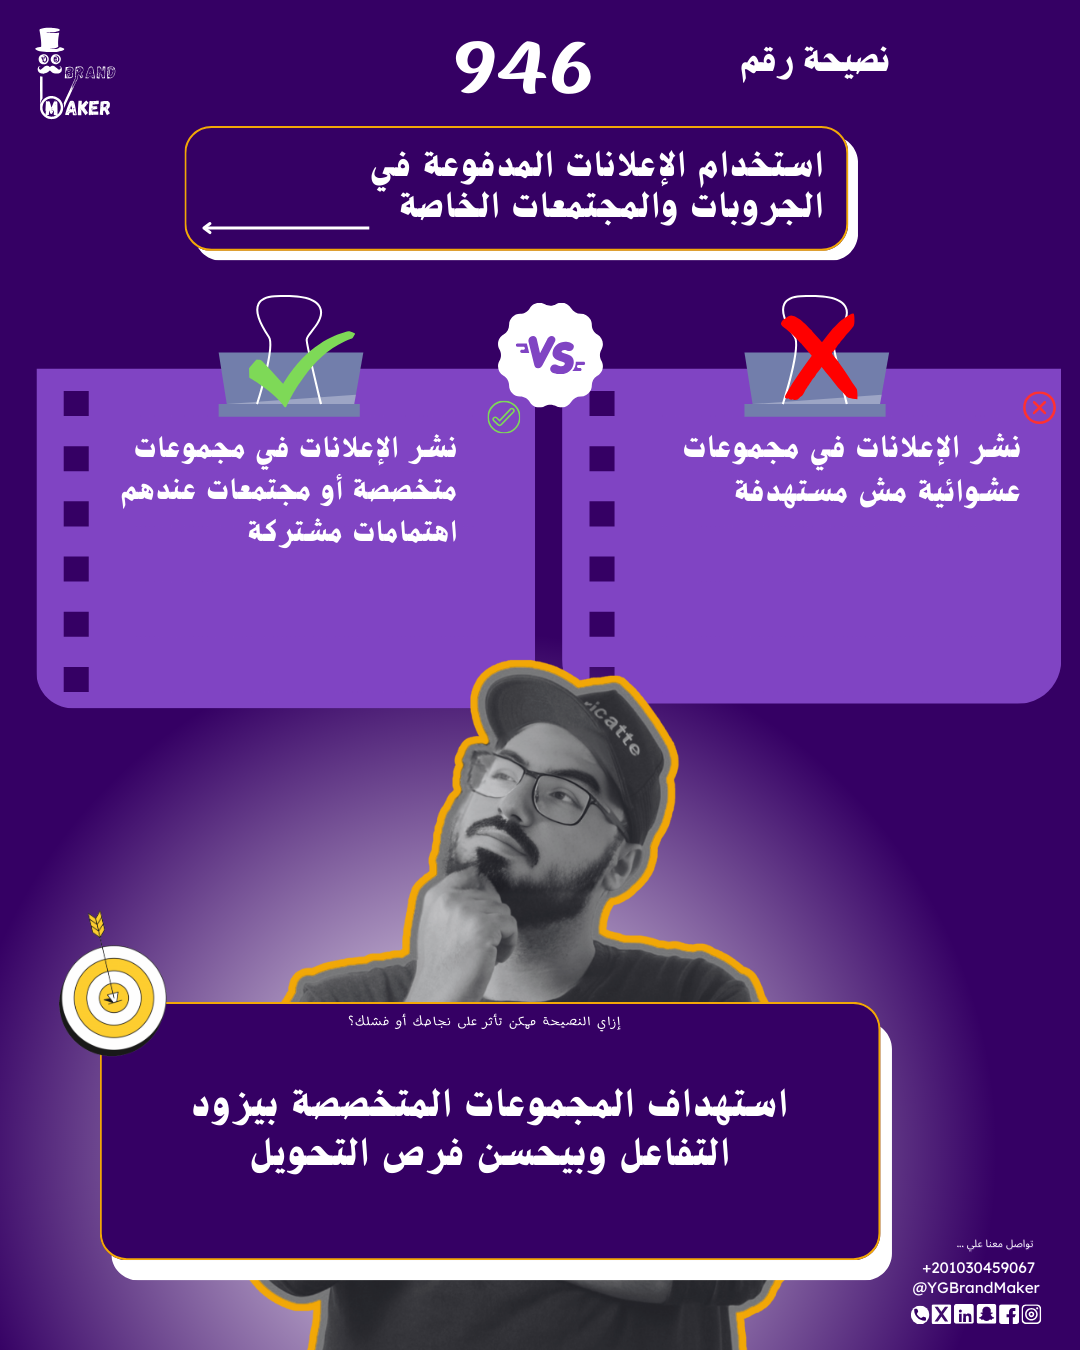 BRAND
MAKER
نصيحة رقم
946
استخدام الإعلانات المدفوعة في
الجروبات والمجتمعات الخاصة
VS
نشر الإعلانات في مجموعات
عشوائية مش مستهدفة
نشر الإعلانات في مجموعات
متخصصة أو مجتمعات عندهم
اهتمامات مشتركة
icatte
إزاي النصيحة ممكن تأثر على نجاحك أو فشلك؟
استهداف المجموعات المتخصصة بيزود
التفاعل وبيحسن فرص التحويل
تواصل معنا علي ...
+201030459067
@YGBrandMaker